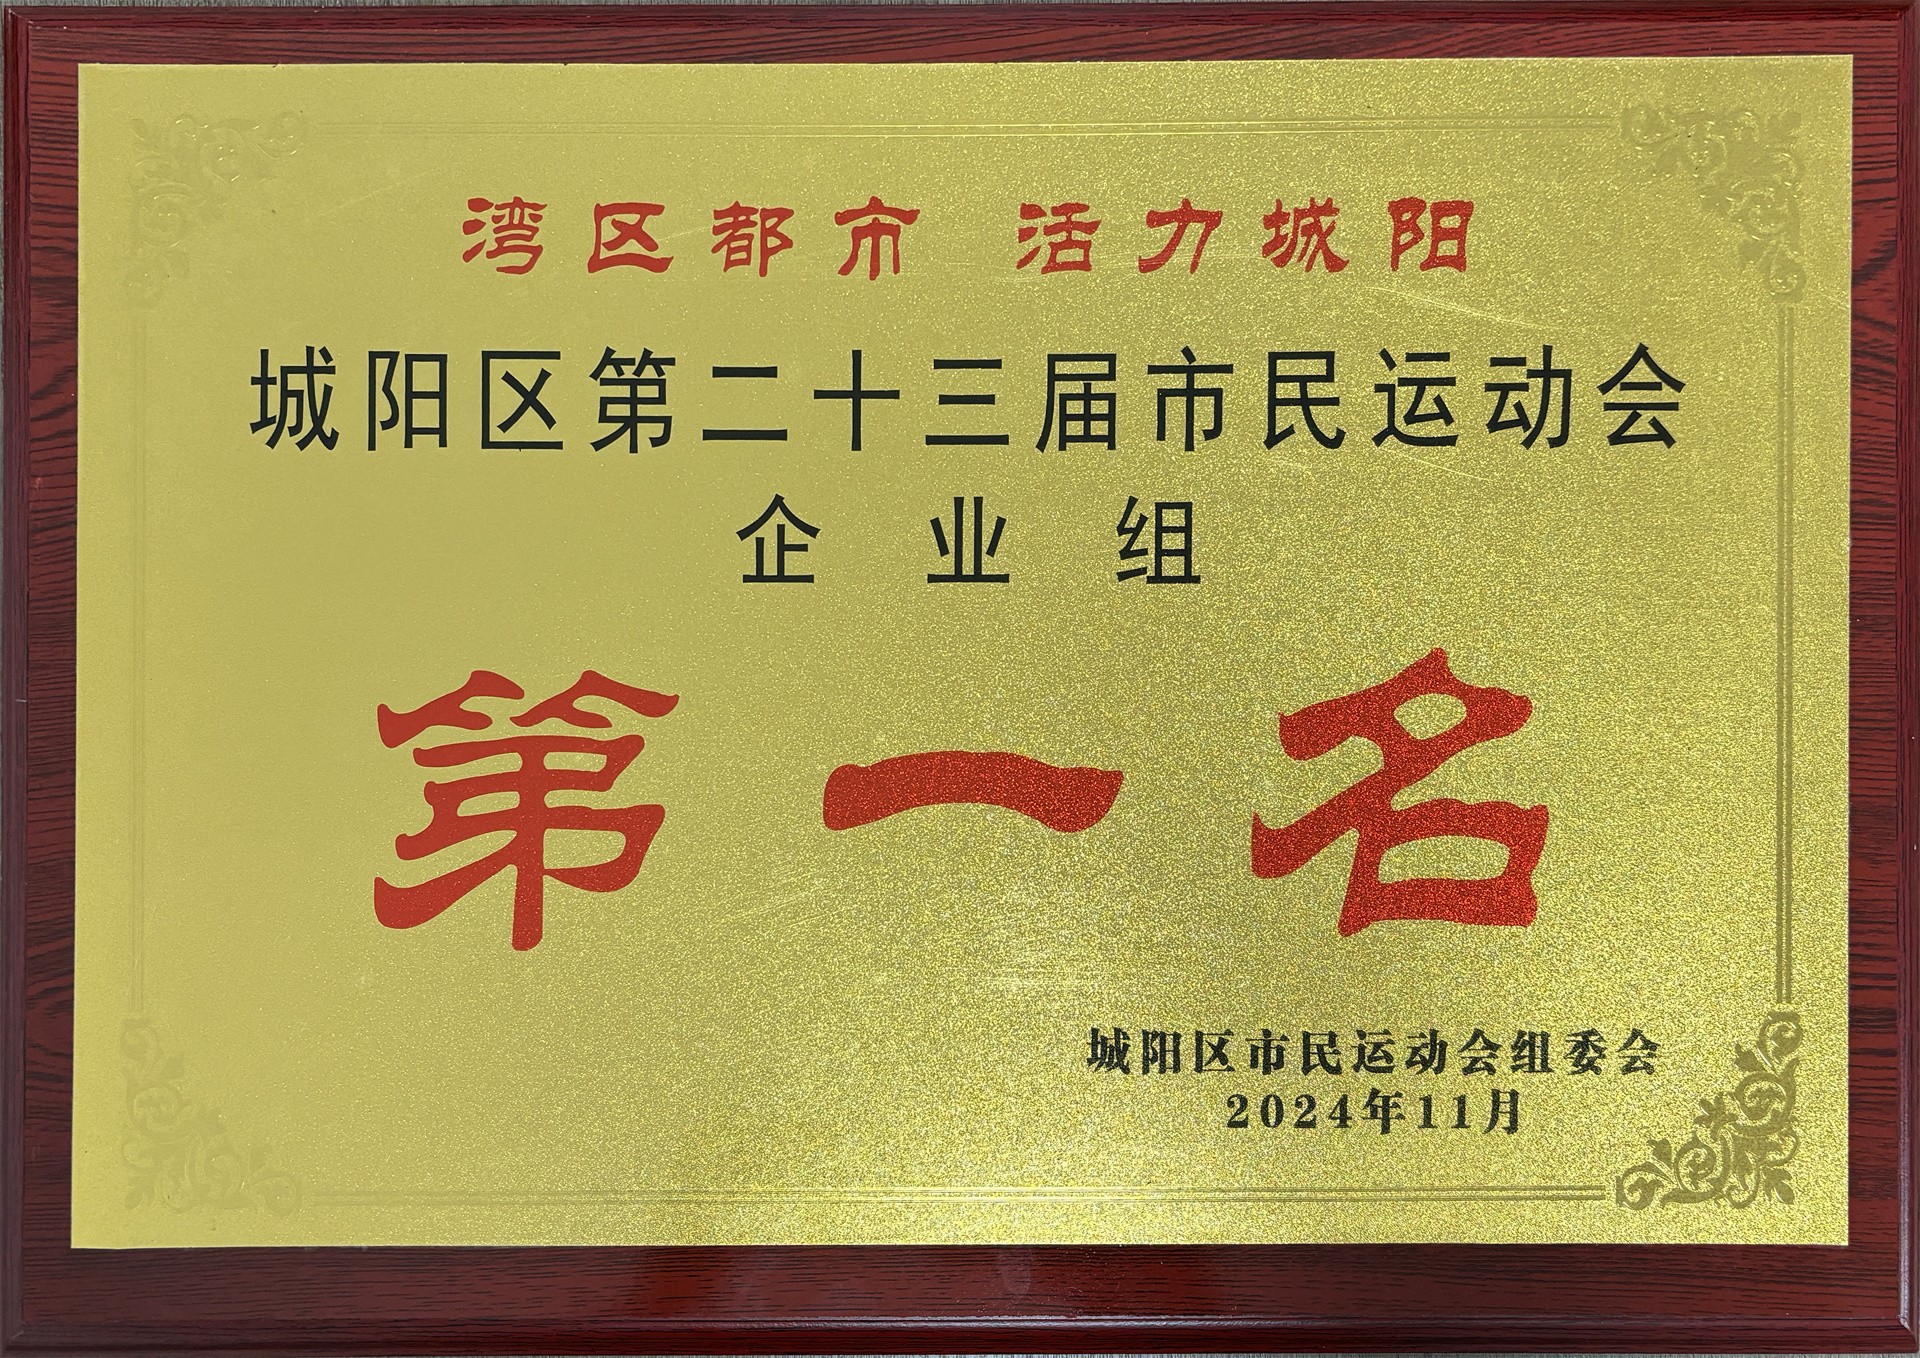 湾区都市 活力城阳
城阳区第二十三届市民运动会
企业组
第一名
城阳区市民运动会组委会
2024年11月